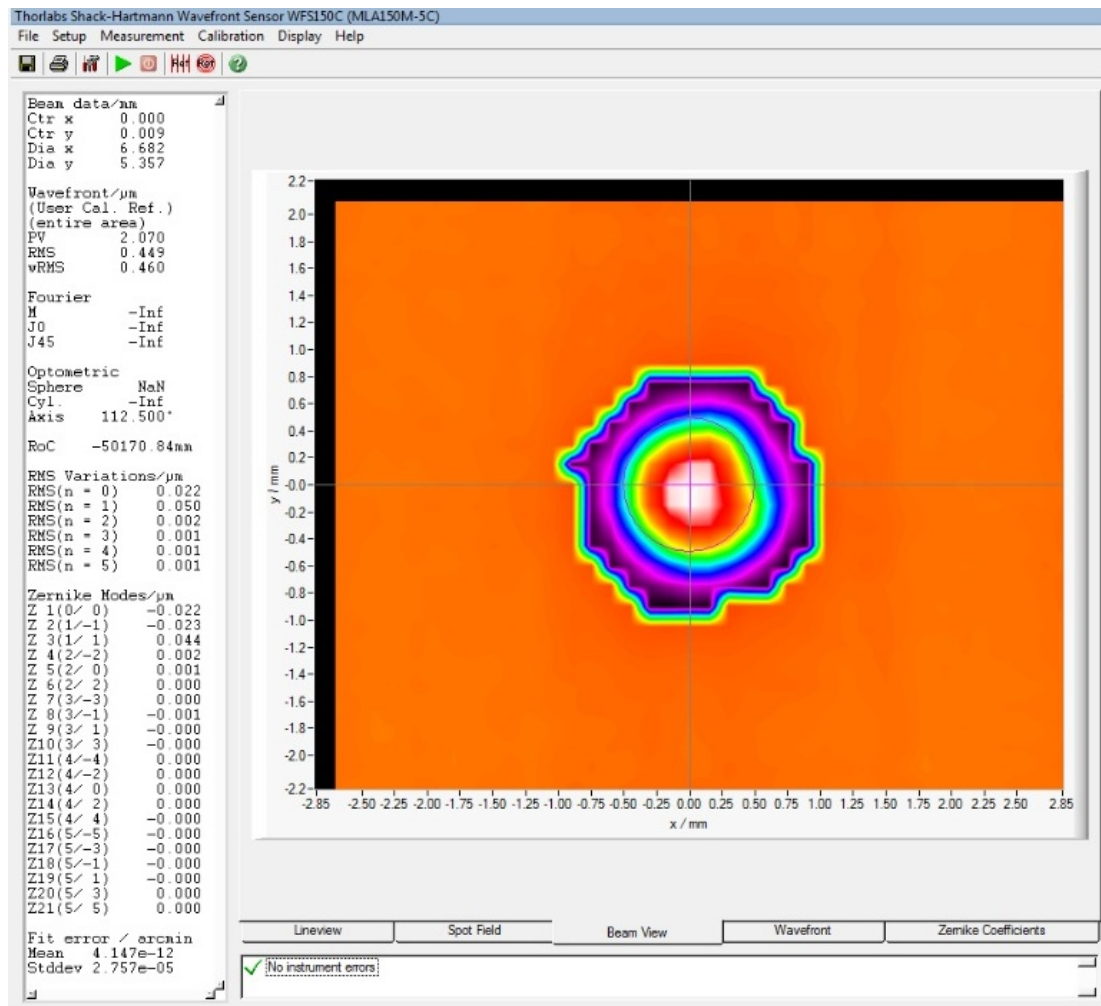 Thorlabs Shack-Hartmann Wavefront Sensor WFS150C (MLA150M-5C)
File Setup Measurement Calibration Display Help
Ref Ref ?
Beam data/mm
Ctr x 0.000
Ctr y 0.009
Dia x 6.682
Dia y 5.357
Wavefront/µm
(User Cal. Ref.)
(entire area)
PV 2.070
RMS 0.449
wRMS 0.460
Fourier
M -Inf
J0 -Inf
J45 -Inf
Optometric
Sphere NaN
Cyl. -Inf
Axis 112.500°
RoC -50170.84mm
RMS Variations/µm
RMS(n = 0) 0.022
RMS(n = 1) 0.050
RMS(n = 2) 0.002
RMS(n = 3) 0.001
RMS(n = 4) 0.001
RMS(n = 5) 0.001
Zernike Modes/µm
Z 1(0/ 0) -0.022
Z 2(1/-1) -0.023
Z 3(1/ 1) 0.044
Z 4(2/-2) 0.002
Z 5(2/ 0) 0.001
Z 6(2/ 2) 0.000
Z 7(3/-3) 0.000
Z 8(3/-1) -0.001
Z 9(3/ 1) -0.000
Z10(3/ 3) -0.000
Z11(4/-4) 0.000
Z12(4/-2) 0.000
Z13(4/ 0) 0.000
Z14(4/ 2) 0.000
Z15(4/ 4) -0.000
Z16(5/-5) -0.000
Z17(5/-3) -0.000
Z18(5/-1) -0.000
Z19(5/ 1) -0.000
Z20(5/ 3) 0.000
Z21(5/ 5) 0.000
Fit error / arcmin
Mean 4.147e-12
Stddev 2.757e-05
2.2
2.0
1.8
1.6
1.4
1.2
1.0
0.8
0.6
0.4
0.2
-0.0
-0.2
-0.4
-0.6
-0.8
-1.0
-1.2
-1.4
-1.6
-1.8
-2.0
-2.2
y / mm
-2.85 -2.50 -2.25 -2.00 -1.75 -1.50 -1.25 -1.00 -0.75 -0.50 -0.25 0.00 0.25 0.50 0.75 1.00 1.25 1.50 1.75 2.00 2.25 2.50 2.85
x / mm
Lineview Spot Field Beam View Wavefront Zernike Coefficients
No instrument errors